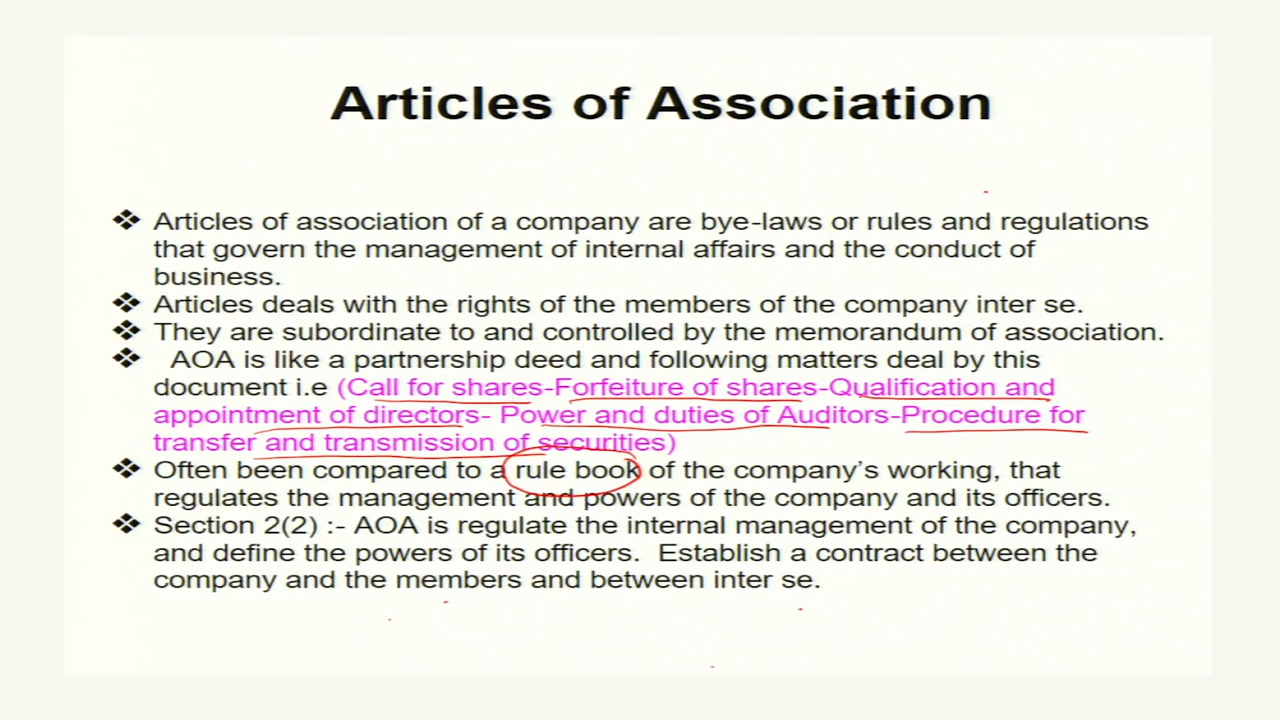 Articles of Association
❖ Articles of association of a company are bye-laws or rules and regulations
that govern the management of internal affairs and the conduct of
business.
❖ Articles deals with the rights of the members of the company inter se.
❖ They are subordinate to and controlled by the memorandum of association.
❖ AOA is like a partnership deed and following matters deal by this
document i.e (Call for shares-Forfeiture of shares-Qualification and
appointment of directors- Power and duties of Auditors-Procedure for
transfer and transmission of securities)
❖ Often been compared to a rule book of the company’s working, that
regulates the management and powers of the company and its officers.
❖ Section 2(2) :- AOA is regulate the internal management of the company,
and define the powers of its officers. Establish a contract between the
company and the members and between inter se.